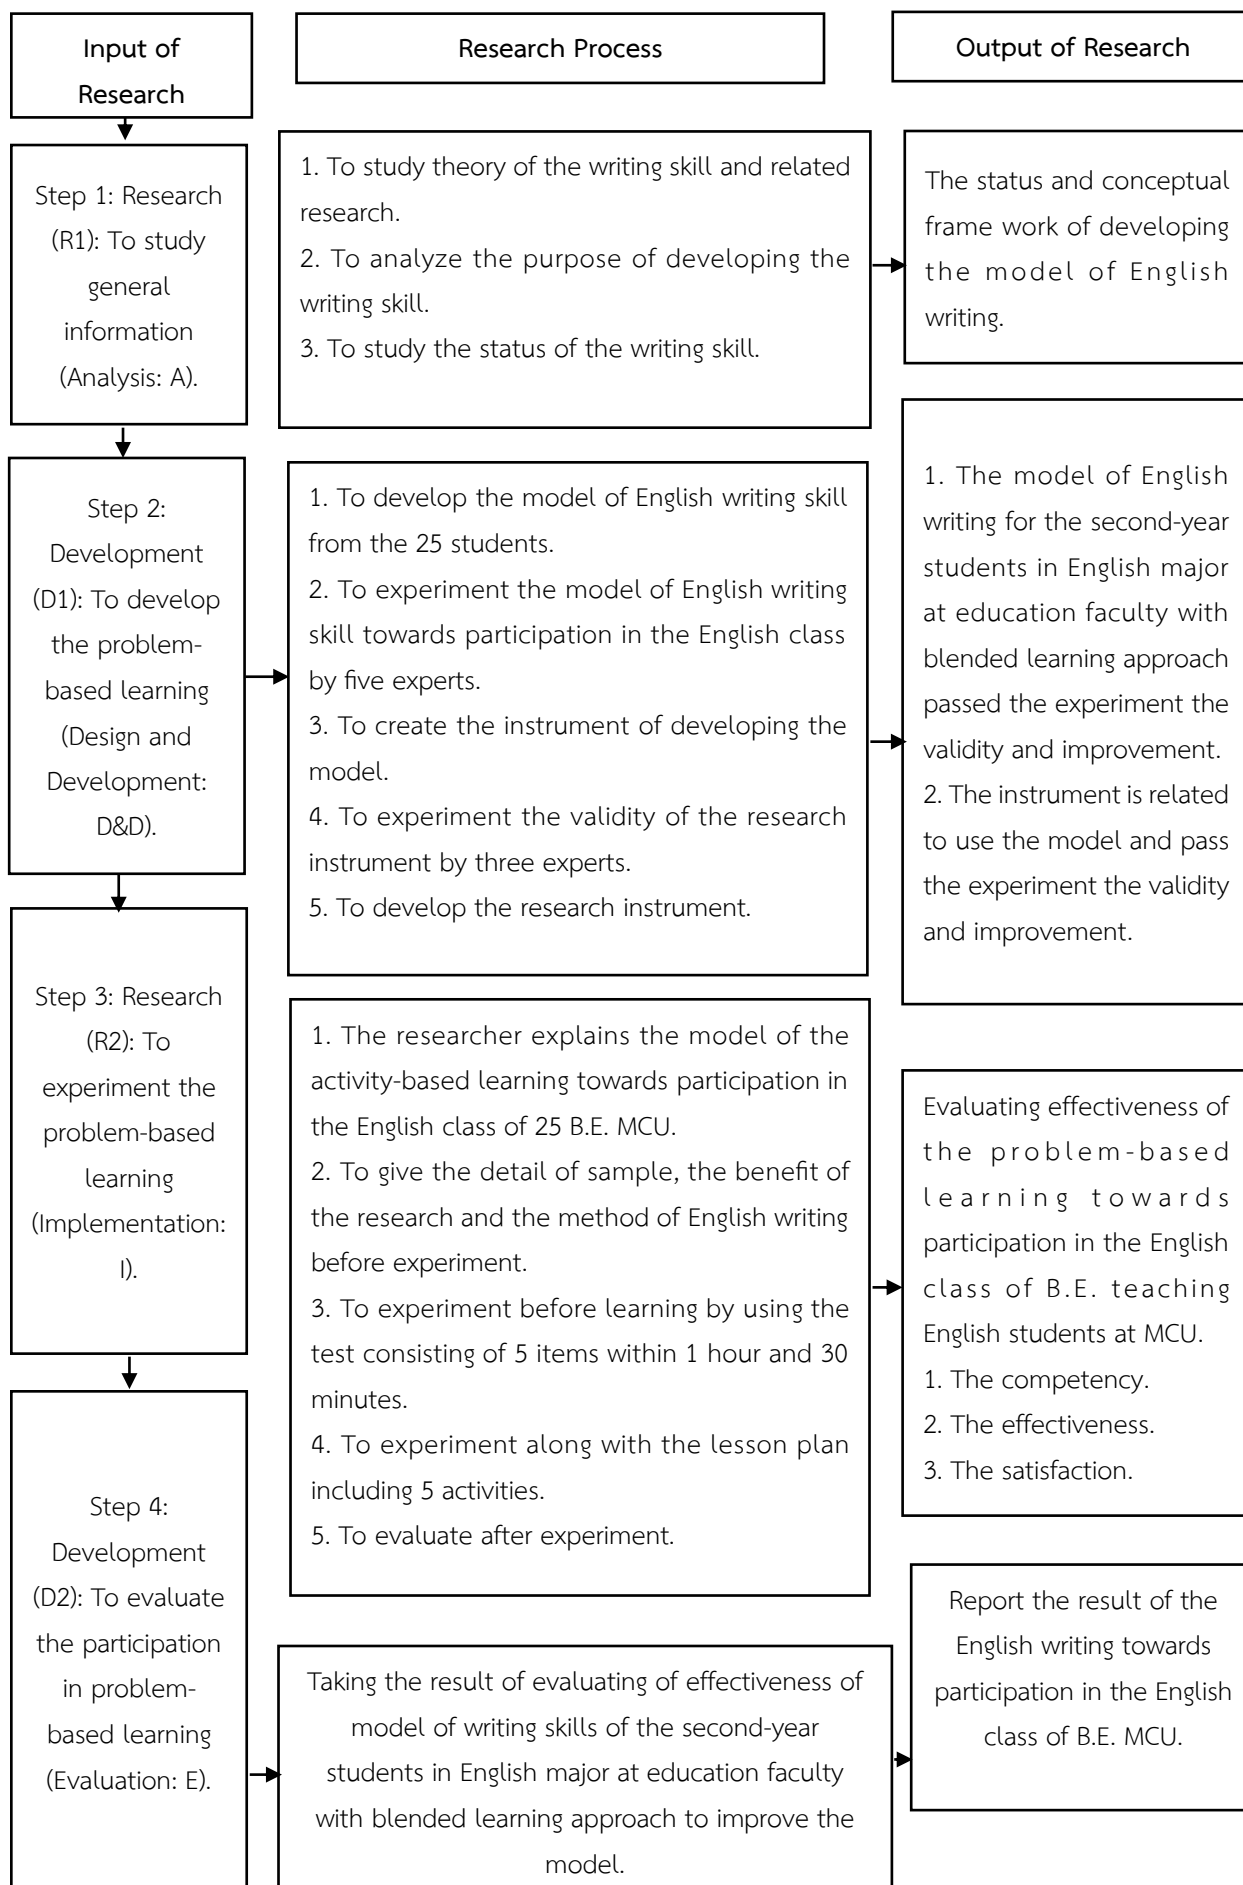 Input of
Research
Research Process
Output of Research
Step 1: Research
(R1): To study
general
information
(Analysis: A).
1. To study theory of the writing skill and related
research.
2. To analyze the purpose of developing the
writing skill.
3. To study the status of the writing skill.
The status and conceptual
frame work of developing
the model of English
writing.
Step 2:
Development
(D1): To develop
the problem-
based learning
(Design and
Development:
D&D).
1. To develop the model of English writing skill
from the 25 students.
2. To experiment the model of English writing
skill towards participation in the English class
by five experts.
3. To create the instrument of developing the
model.
4. To experiment the validity of the research
instrument by three experts.
5. To develop the research instrument.
1. The model of English
writing for the second-year
students in English major
at education faculty with
blended learning approach
passed the experiment the
validity and improvement.
2. The instrument is related
to use the model and pass
the experiment the validity
and improvement.
Step 3: Research
(R2): To
experiment the
problem-based
learning
(Implementation:
I).
1. The researcher explains the model of the
activity-based learning towards participation in
the English class of 25 B.E. MCU.
2. To give the detail of sample, the benefit of
the research and the method of English writing
before experiment.
3. To experiment before learning by using the
test consisting of 5 items within 1 hour and 30
minutes.
4. To experiment along with the lesson plan
including 5 activities.
5. To evaluate after experiment.
Evaluating effectiveness of
the problem-based
learning towards
participation in the English
class of B.E. teaching
English students at MCU.
1. The competency.
2. The effectiveness.
3. The satisfaction.
Step 4:
Development
(D2): To evaluate
the participation
in problem-
based learning
(Evaluation: E).
Taking the result of evaluating of effectiveness of
model of writing skills of the second-year
students in English major at education faculty
with blended learning approach to improve the
model.
Report the result of the
English writing towards
participation in the English
class of B.E. MCU.